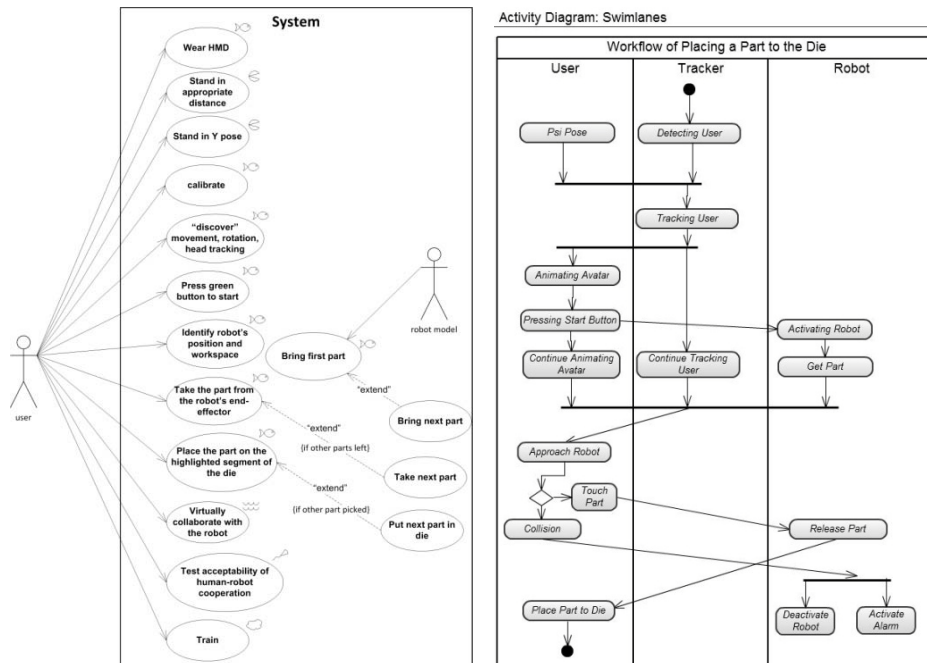 System
Wear HMD
Stand in
appropriate
distance
Stand in Y pose
calibrate
“discover”
movement, rotation,
head tracking
Press green
button to start
Identify robot’s
position and
workspace
Take the part from
the robot’s end-
effector
Place the part on the
highlighted segment of
the die
Virtually
collaborate with
the robot
Test acceptability of
human-robot
cooperation
Train
user
robot model
Bring first part
“extend”
Bring next part
“extend”
{if other parts left}
Take next part
“extend”
{if other part picked}
Put next part in
die
Activity Diagram: Swimlanes
Workflow of Placing a Part to the Die
User
Tracker
Robot
Psi Pose
Detecting User
Tracking User
Animating Avatar
Pressing Start Button
Activating Robot
Continue Animating
Avatar
Continue Tracking
User
Get Part
Approach Robot
Touch
Part
Collision
Release Part
Place Part to Die
Deactivate
Robot
Activate
Alarm